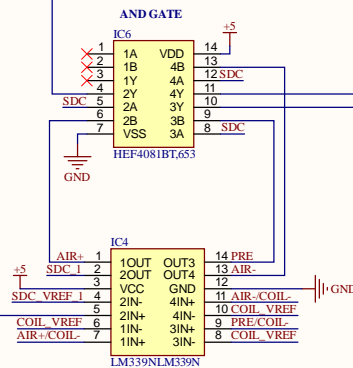 AND GATE
+5
IC6
1 1A VDD 14
2 1B 4B 13
3 1Y 4A 12 SDC
4 2Y 4Y 11
SDC 5 2A 3Y 10
6 2B 3B 9
7 VSS 3A 8 SDC
HEF4081BT,653
GND
IC4
AIR+ 1 1OUT OUT3 14 PRE
SDC_1 2 2OUT OUT4 13 AIR-
+5 3 VCC GND 12 GND
SDC_VREF_1 4 2IN- 4IN+ 11 AIR-/COIL-
5 2IN+ 4IN- 10 COIL_VREF
COIL_VREF 6 1IN- 3IN+ 9 PRE/COIL-
AIR+/COIL- 7 1IN+ 3IN- 8 COIL_VREF
LM339NLM339N